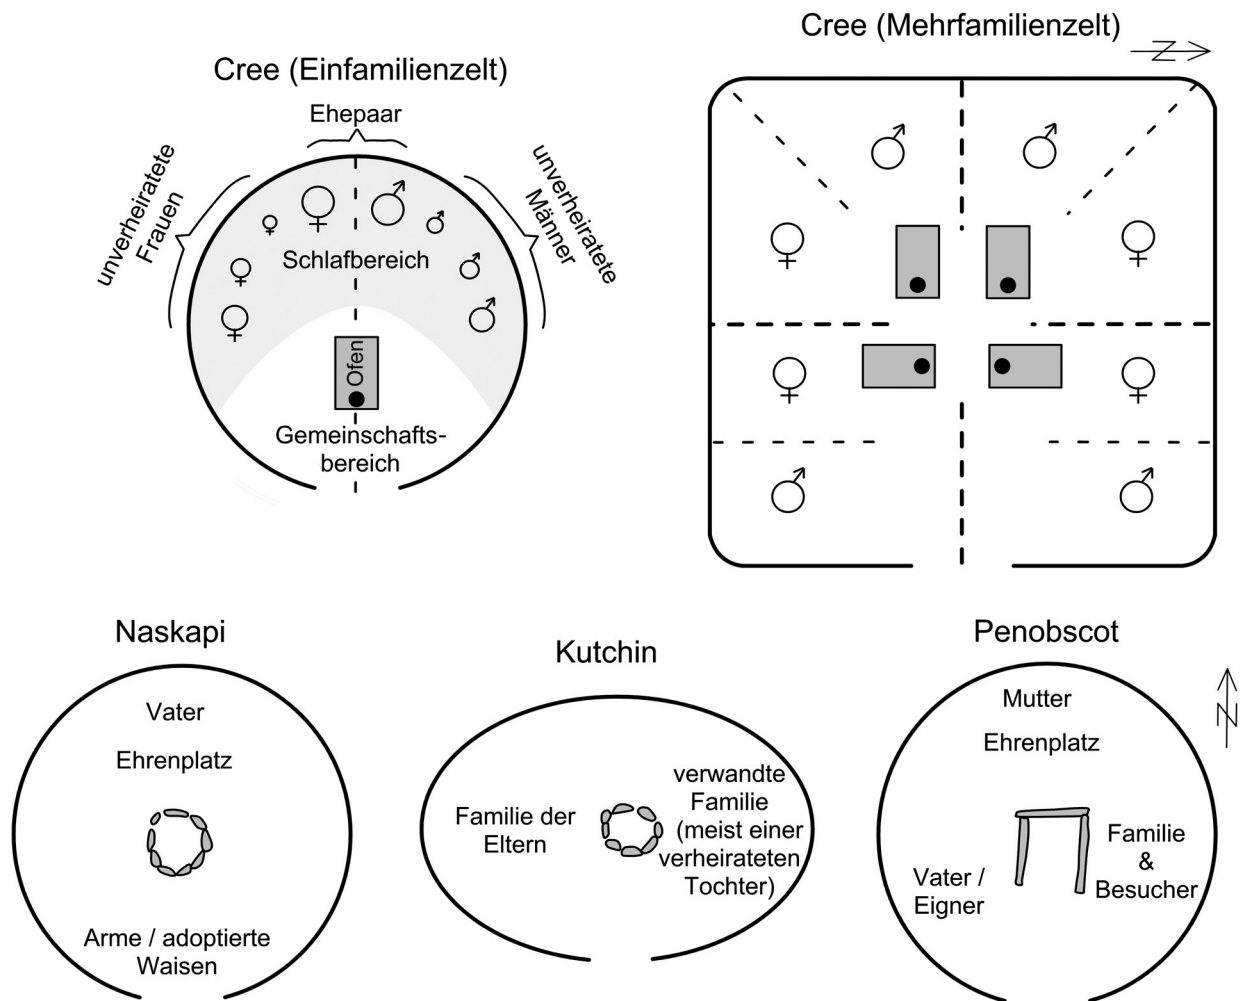 Cree (Einfamilienzelt)
Ehepaar
unverheiratete
Frauen
unverheiratete
Männer
Schlafbereich
Ofen
Gemeinschafts-
bereich
Cree (Mehrfamilienzelt)
N
Naskapi
Vater
Ehrenplatz
Arme / adoptierte
Waisen
Kutchin
Familie der
Eltern
verwandte
Familie
(meist einer
verheirateten
Tochter)
Penobscot
Mutter
Ehrenplatz
Vater /
Eigner
Familie
&
Besucher
N